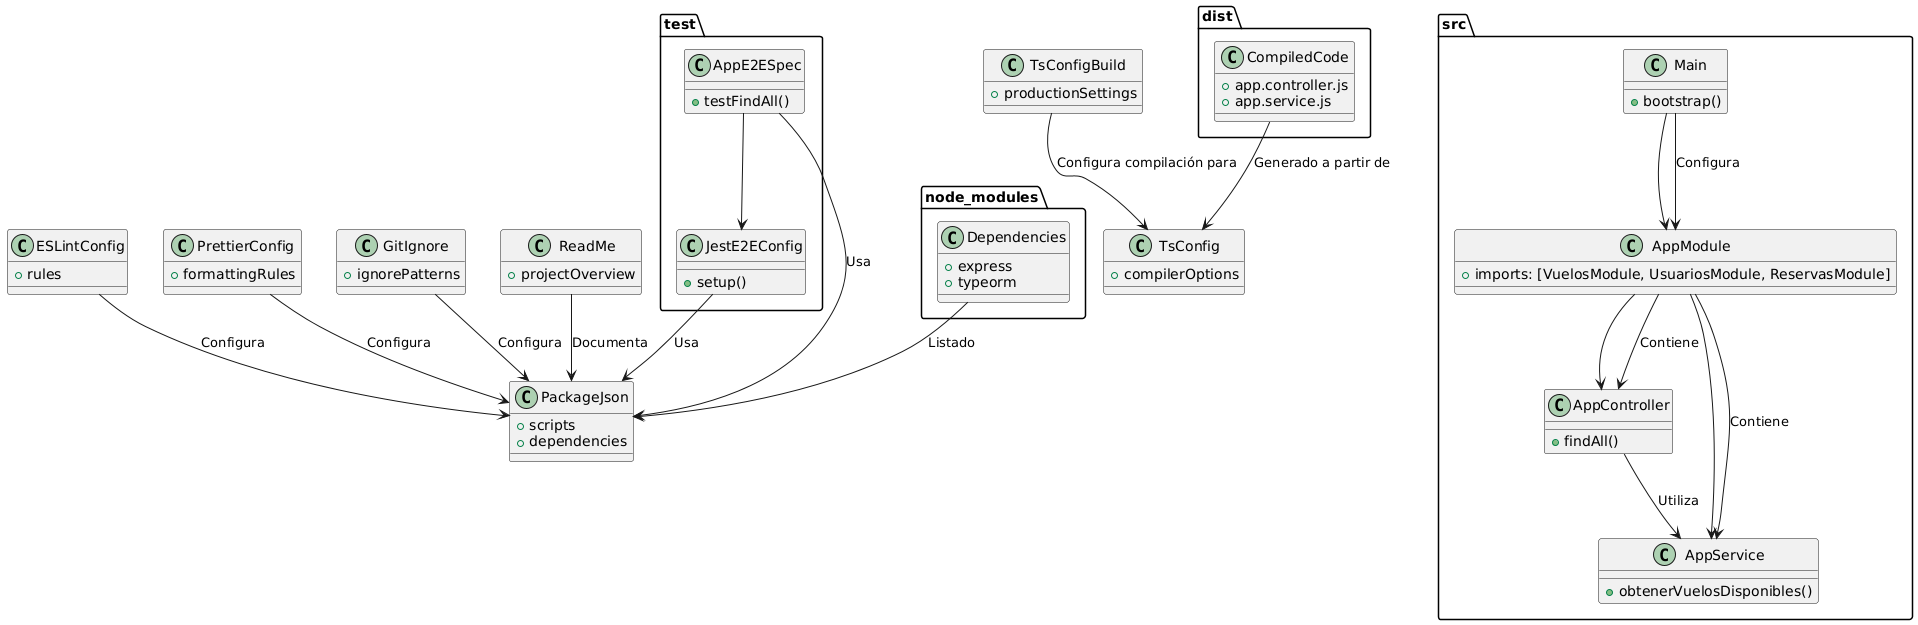 test
C AppE2ESpec
testFindAll()
C TsConfigBuild
productionSettings
dist
C CompiledCode
app.controller.js
app.service.js
src
C Main
bootstrap()
Configura compilación para
Generado a partir de
Configura
node_modules
C ESLintConfig
rules
C PrettierConfig
formattingRules
C GitIgnore
ignorePatterns
C ReadMe
projectOverview
C JestE2EConfig
setup()
Usa
C Dependencies
express
typeorm
C TsConfig
compilerOptions
C AppModule
imports: [VuelosModule, UsuariosModule, ReservasModule]
Configura
Configura
Configura
Documenta
Usa
Listado
Contiene
C PackageJson
scripts
dependencies
C AppController
findAll()
Contiene
Utiliza
C AppService
obtenerVuelosDisponibles()